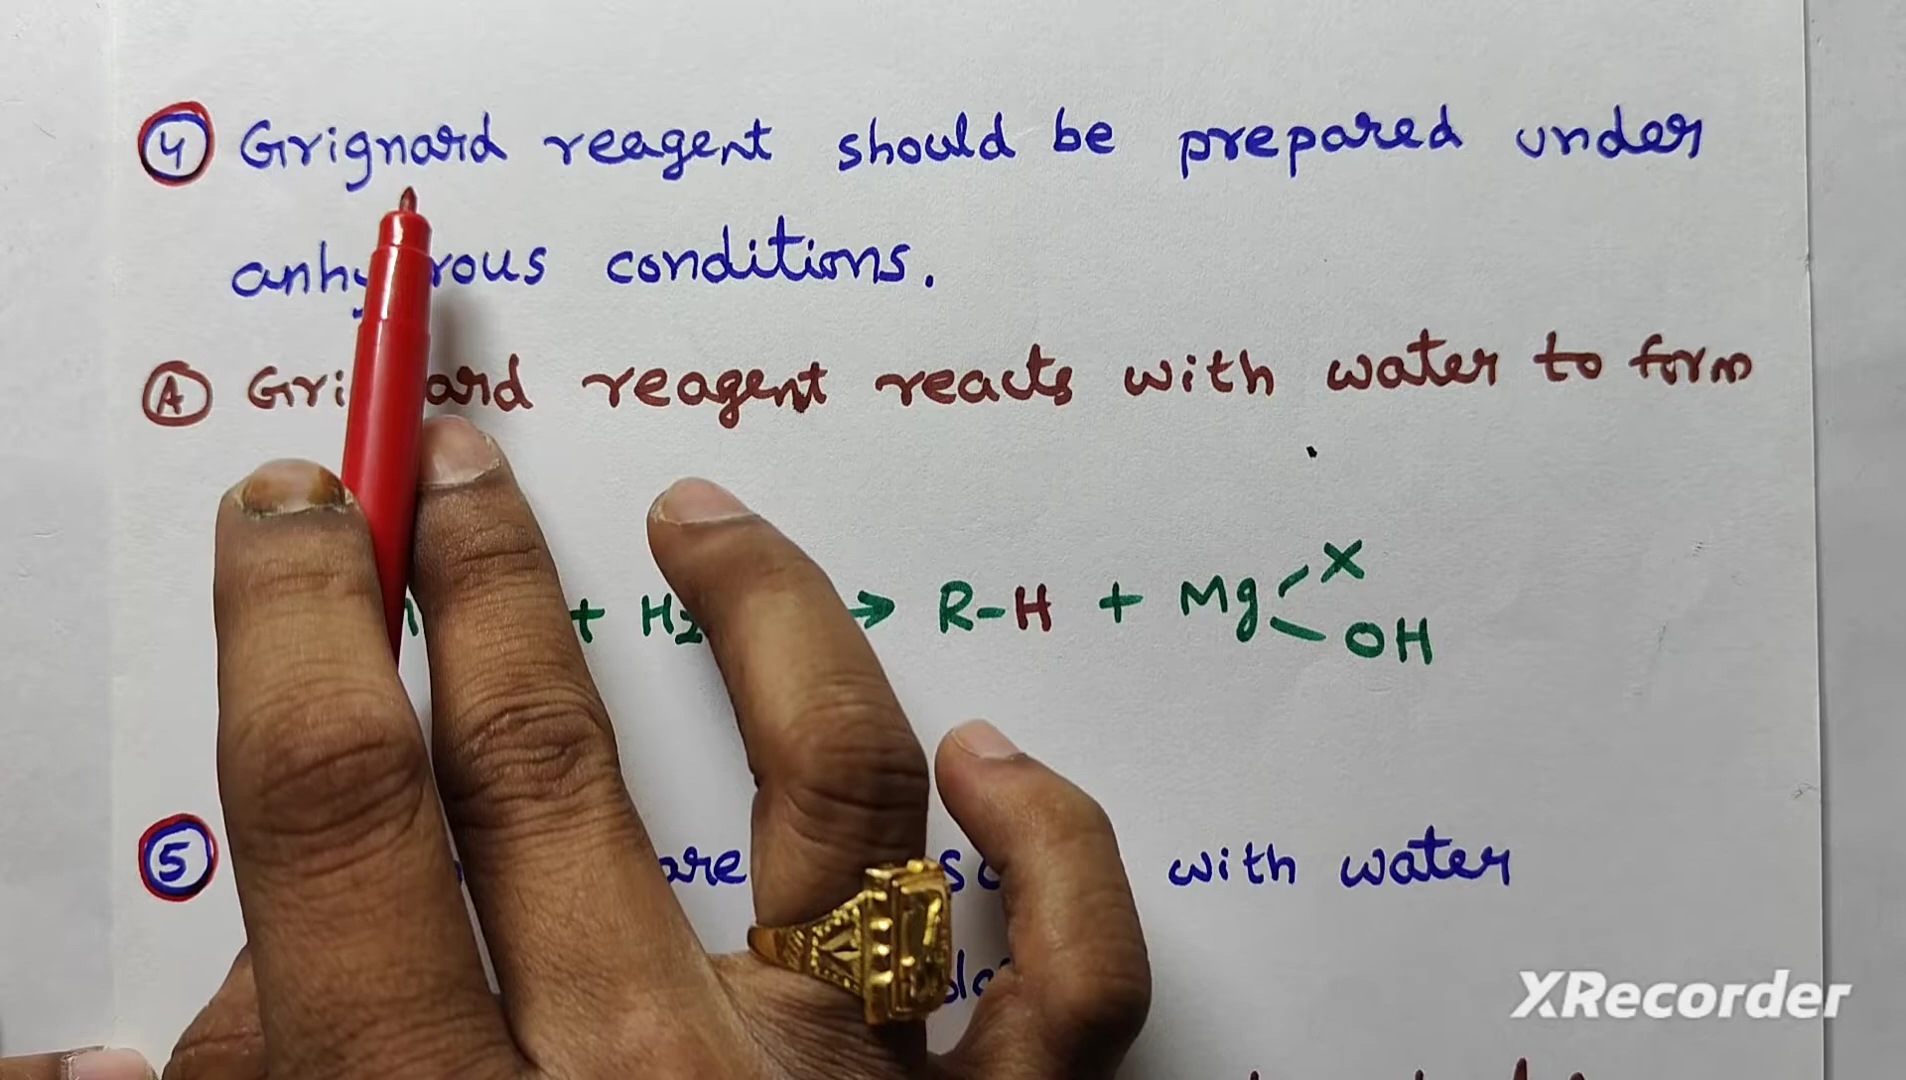 4 Grignard reagent should be prepared under
conditions.
A reagent reacts with water to form
+ → R-H + Mg X
OH
5 with water
XRecorder